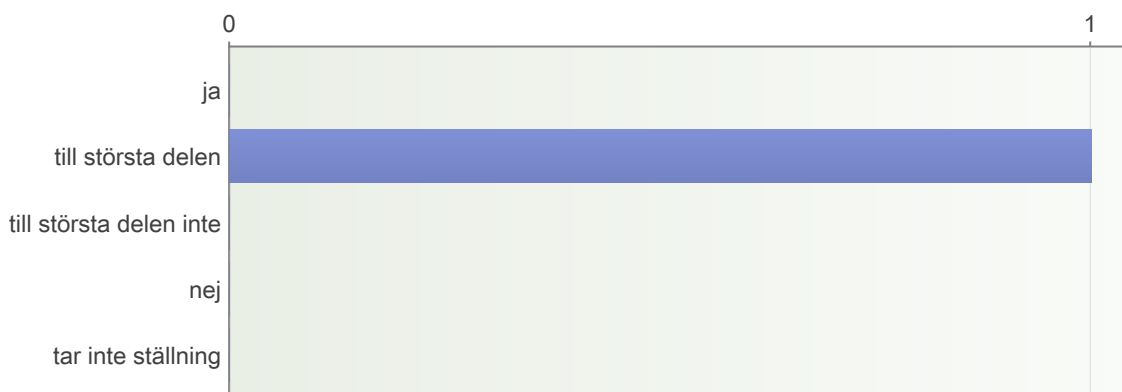 0 1
ja
till största delen
till största delen inte
nej
tar inte ställning